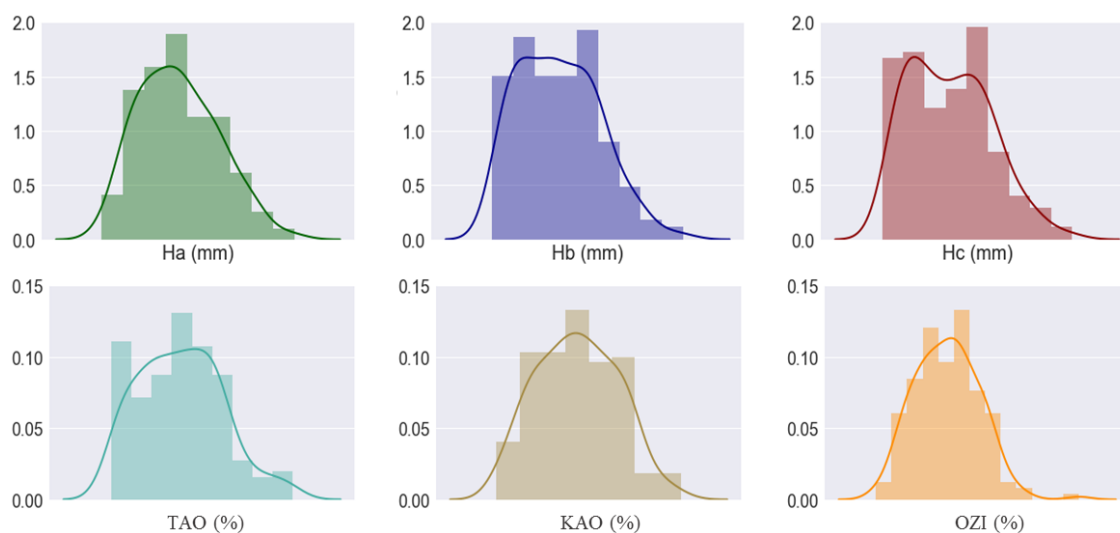 2.0 2.0 2.0
1.5 1.5 1.5
1.0 1.0 1.0
0.5 0.5 0.5
0.0 0.0 0.0
Ha (mm) Hb (mm) Hc (mm)
0.15 0.15 0.15
0.10 0.10 0.10
0.05 0.05 0.05
0.00 0.00 0.00
TAO (%) KAO (%) OZI (%)